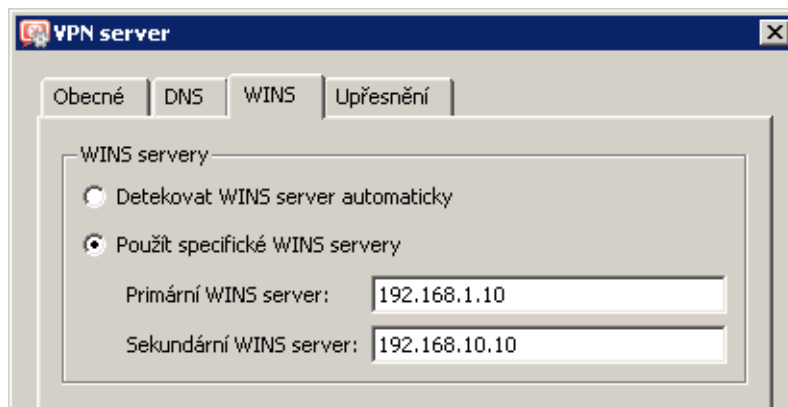 VPN server
Obecné DNS WINS Upřesnění
WINS servery
Detekovat WINS server automaticky
Použít specifické WINS servery
Primární WINS server: 192.168.1.10
Sekundární WINS server: 192.168.10.10